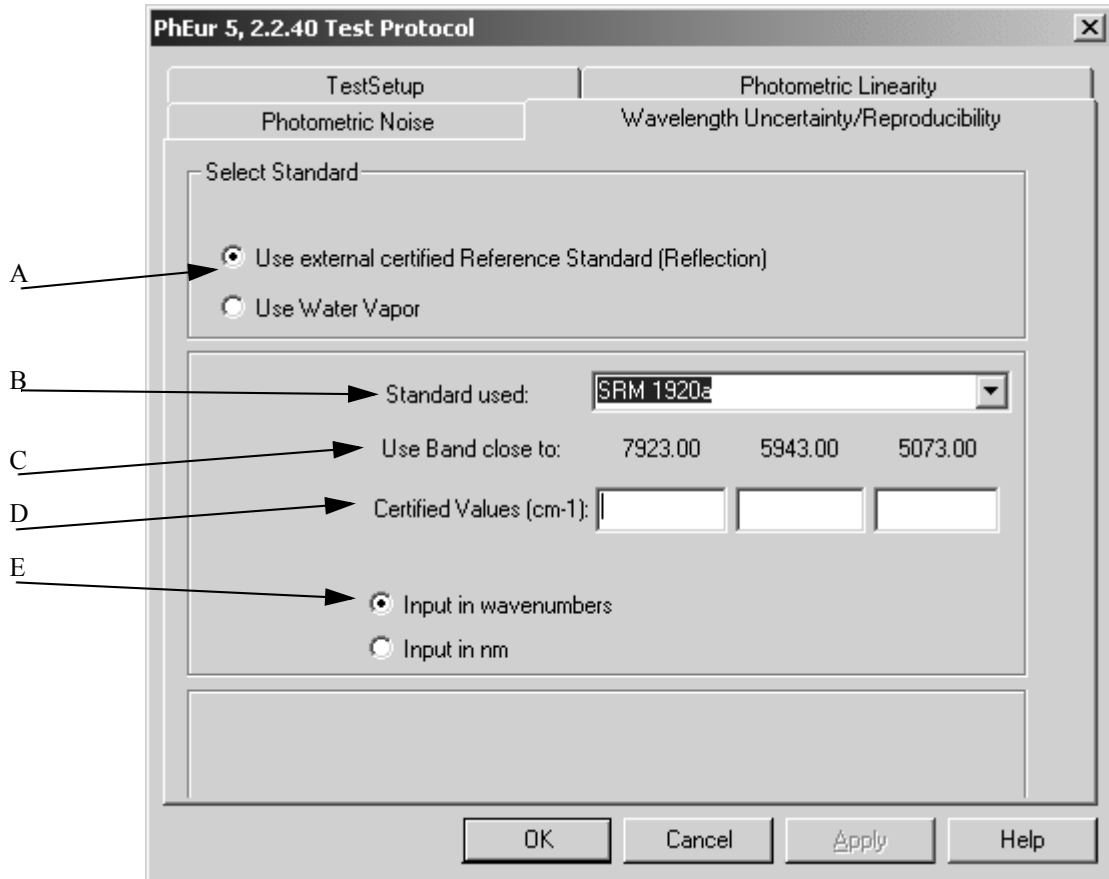 PhEur 5, 2.2.40 Test Protocol
TestSetup
Photometric Linearity
Photometric Noise
Wavelength Uncertainty/Reproducibility
Select Standard
A
Use external certified Reference Standard (Reflection)
Use Water Vapor
B
Standard used:
SRM 1920a
C
Use Band close to: 7923.00 5943.00 5073.00
D
Certified Values (cm-1):
E
Input in wavenumbers
Input in nm
OK
Cancel
Apply
Help